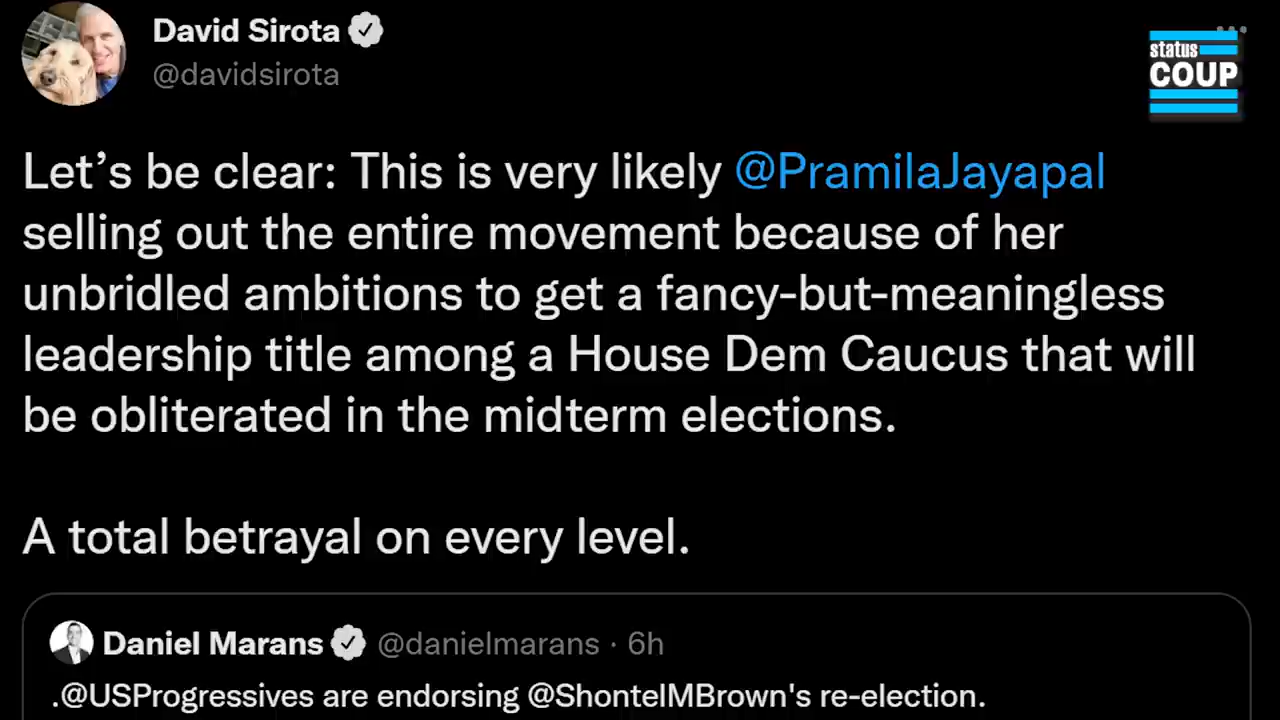 David Sirota
@davidsirota
status
COUP
Let’s be clear: This is very likely @PramilaJayapal
selling out the entire movement because of her
unbridled ambitions to get a fancy-but-meaningless
leadership title among a House Dem Caucus that will
be obliterated in the midterm elections.
A total betrayal on every level.
Daniel Marans @danielmarans · 6h
.@USProgressives are endorsing @ShontelMBrown's re-election.